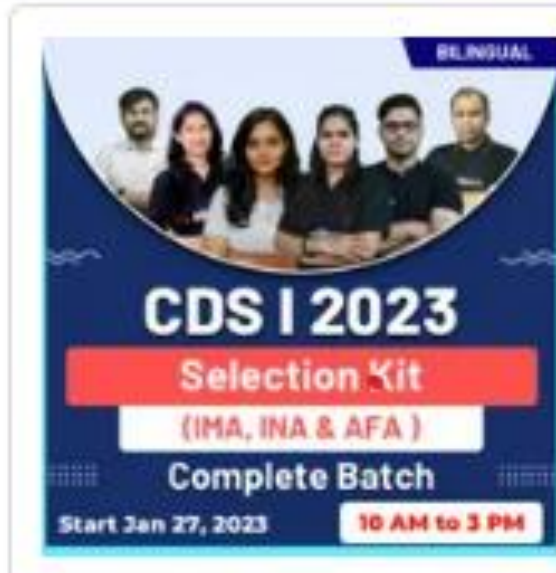 BILINGUAL
CDS I 2023
Selection Kit
(IMA, INA & AFA )
Complete Batch
Start Jan 27, 2023
10 AM to 3 PM